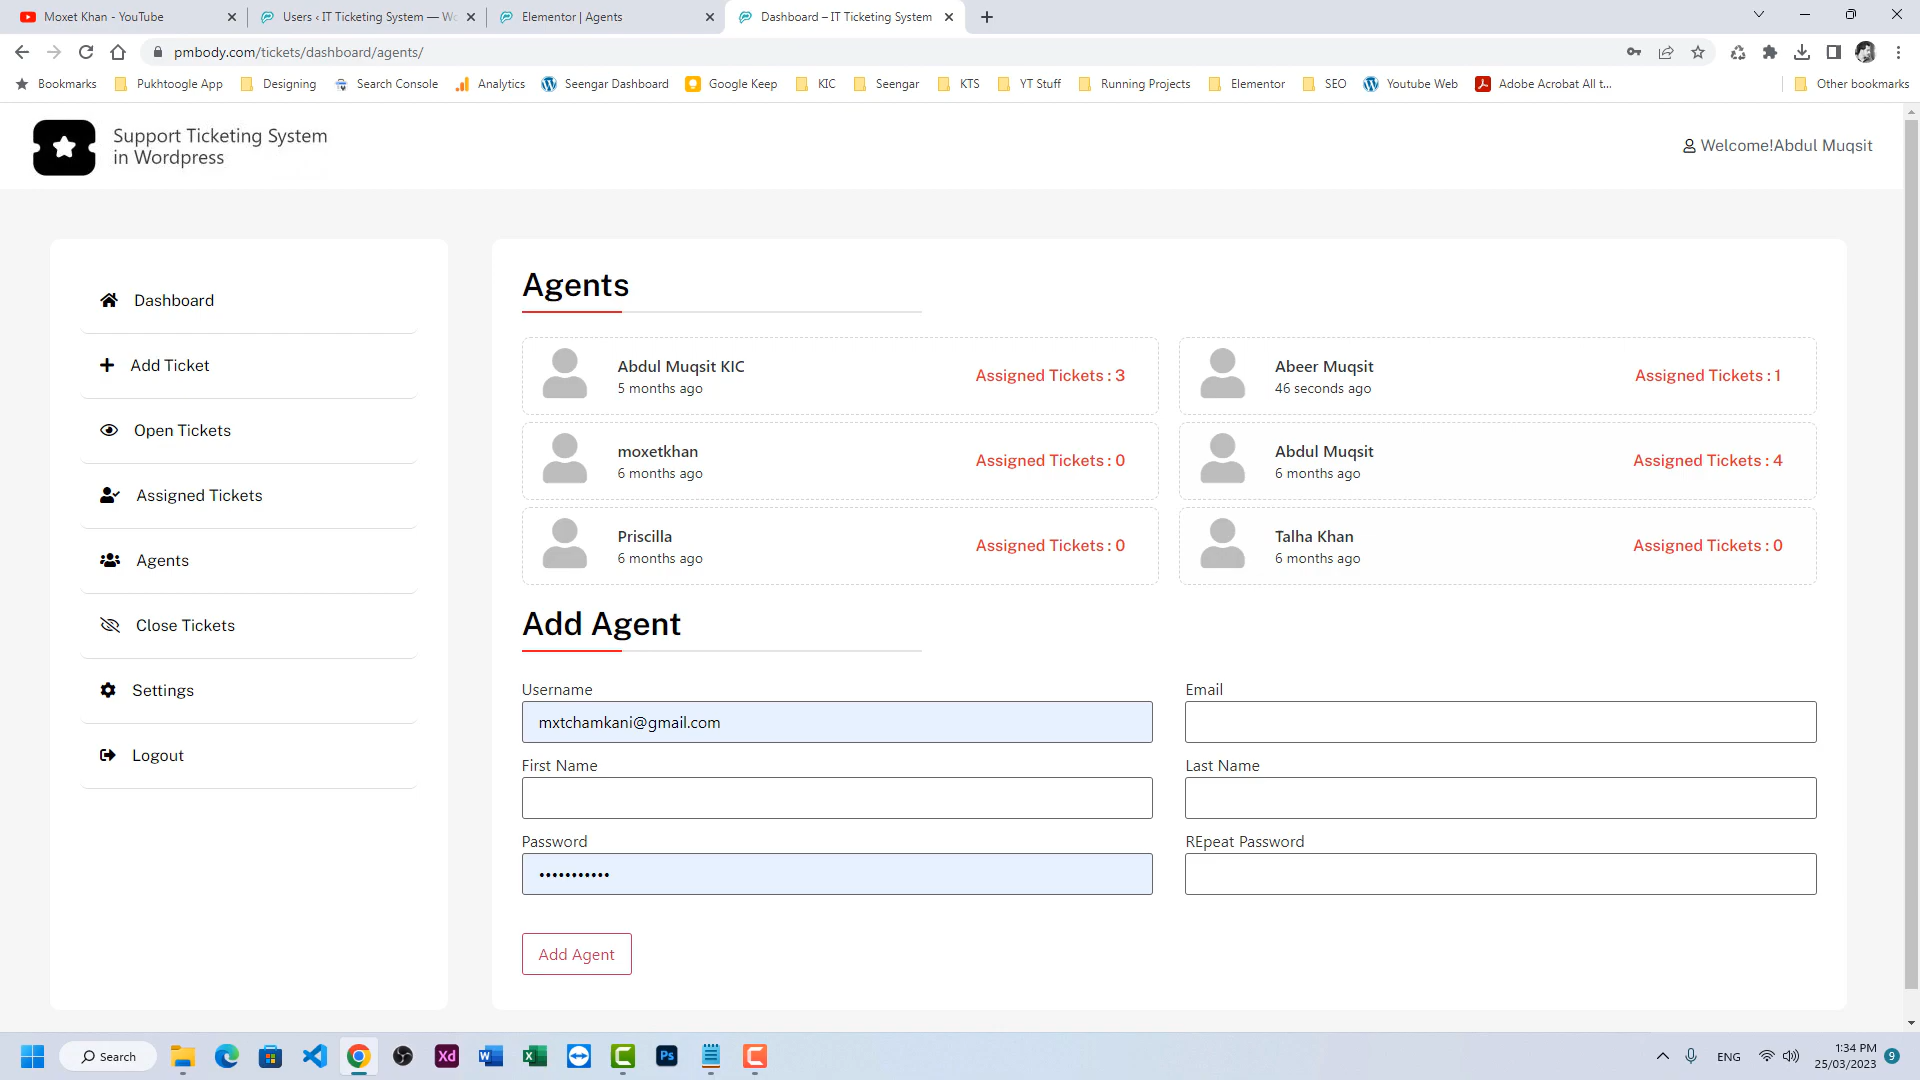 Moxet Khan - YouTube
Users ‹ IT Ticketing System — Wo
Elementor | Agents
Dashboard – IT Ticketing System
pmbody.com/tickets/dashboard/agents/
Bookmarks
Pukhtoogle App
Designing
Search Console
Analytics
Seengar Dashboard
Google Keep
KIC
Seengar
KTS
YT Stuff
Running Projects
Elementor
SEO
Youtube Web
Adobe Acrobat All t...
Other bookmarks
Support Ticketing System
in Wordpress
Welcome!Abdul Muqsit
Dashboard
Add Ticket
Open Tickets
Assigned Tickets
Agents
Close Tickets
Settings
Logout
Agents
Abdul Muqsit KIC
5 months ago
Assigned Tickets : 3
Abeer Muqsit
46 seconds ago
Assigned Tickets : 1
moxetkhan
6 months ago
Assigned Tickets : 0
Abdul Muqsit
6 months ago
Assigned Tickets : 4
Priscilla
6 months ago
Assigned Tickets : 0
Talha Khan
6 months ago
Assigned Tickets : 0
Add Agent
Username
Email
mxtchamkani@gmail.com
First Name
Last Name
Password
REpeat Password
•••••••••••
Add Agent
Search
Xd
Ps
ENG
1:34 PM
25/03/2023
9